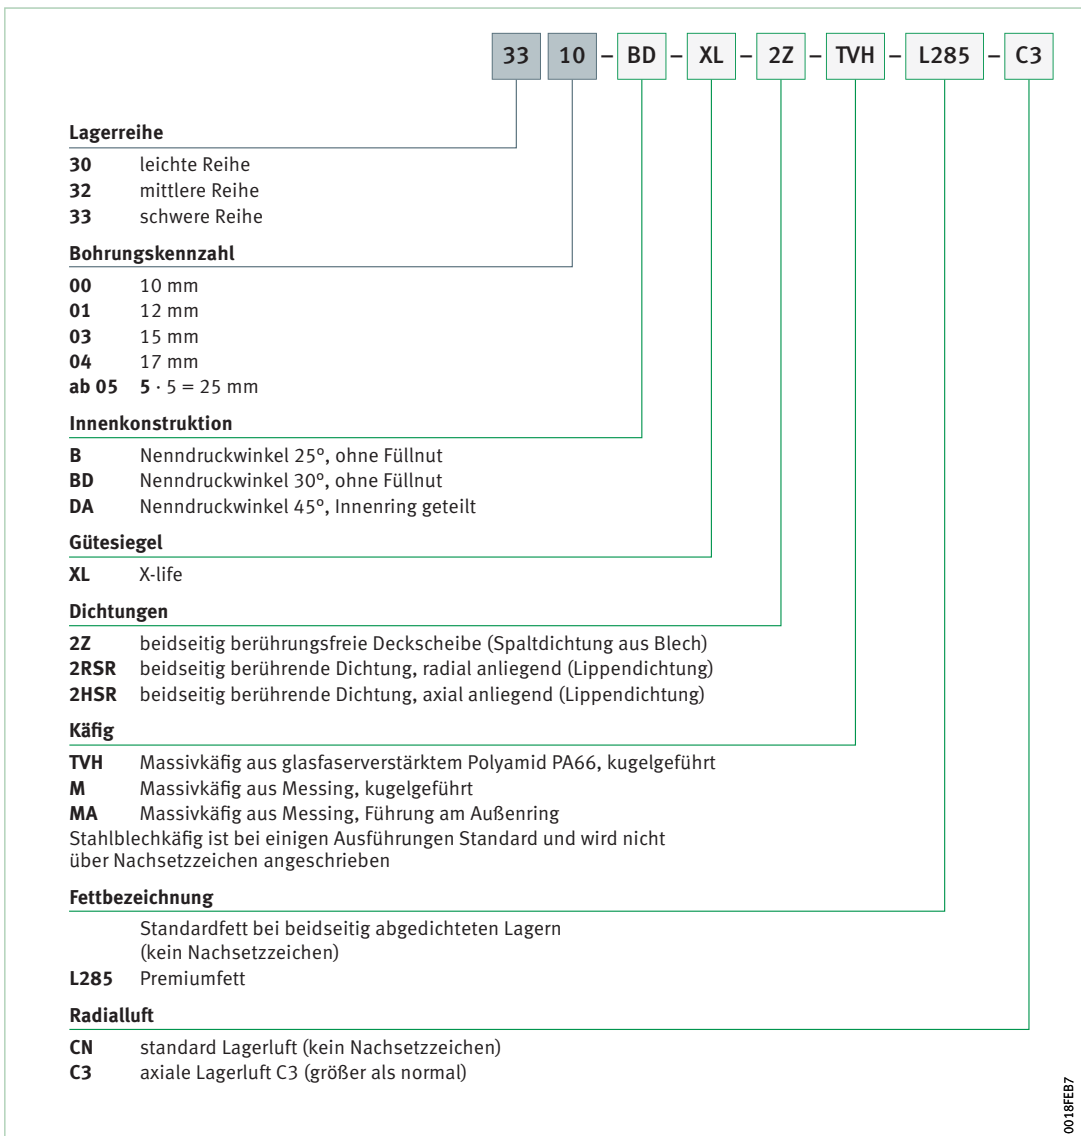 33 10 – BD – XL – 2Z – TVH – L285 – C3
Lagerreihe
30 leichte Reihe
32 mittlere Reihe
33 schwere Reihe
Bohrungskennzahl
00 10 mm
01 12 mm
03 15 mm
04 17 mm
ab 05 5 · 5 = 25 mm
Innenkonstruktion
B Nenndruckwinkel 25°, ohne Füllnut
BD Nenndruckwinkel 30°, ohne Füllnut
DA Nenndruckwinkel 45°, Innenring geteilt
Gütesiegel
XL X-life
Dichtungen
2Z beidseitig berührungsfreie Deckscheibe (Spaltdichtung aus Blech)
2RSR beidseitig berührende Dichtung, radial anliegend (Lippendichtung)
2HSR beidseitig berührende Dichtung, axial anliegend (Lippendichtung)
Käfig
TVH Massivkäfig aus glasfaserverstärktem Polyamid PA66, kugelgeführt
M Massivkäfig aus Messing, kugelgeführt
MA Massivkäfig aus Messing, Führung am Außenring
Stahlblechkäfig ist bei einigen Ausführungen Standard und wird nicht
über Nachsetzzeichen angeschrieben
Fettbezeichnung
Standardfett bei beidseitig abgedichteten Lagern
(kein Nachsetzzeichen)
L285 Premiumfett
Radialluft
CN standard Lagerluft (kein Nachsetzzeichen)
C3 axiale Lagerluft C3 (größer als normal)
0018FEB7